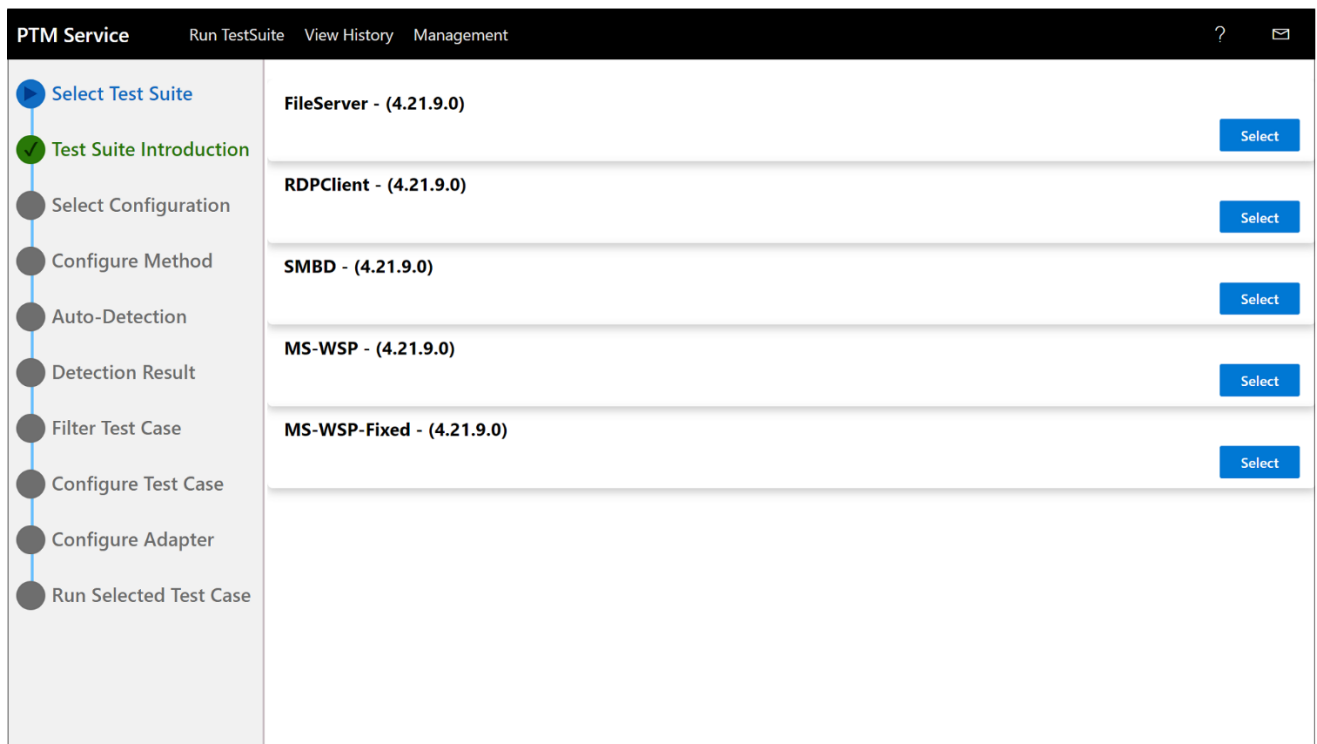 PTM Service Run TestSuite View History Management ?
Select Test Suite
Test Suite Introduction
Select Configuration
Configure Method
Auto-Detection
Detection Result
Filter Test Case
Configure Test Case
Configure Adapter
Run Selected Test Case
FileServer - (4.21.9.0)
Select
RDPClient - (4.21.9.0)
Select
SMBD - (4.21.9.0)
Select
MS-WSP - (4.21.9.0)
Select
MS-WSP-Fixed - (4.21.9.0)
Select